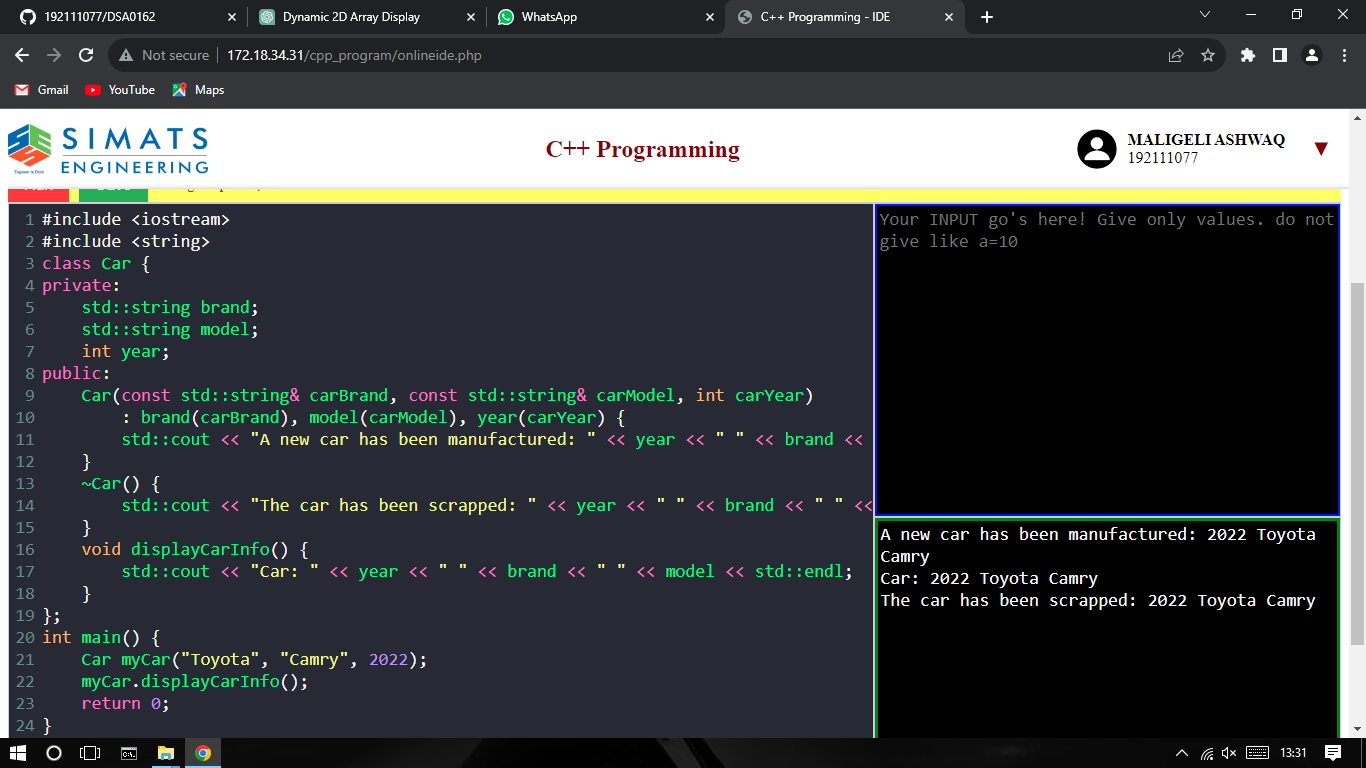 192111077/DSA0162
Dynamic 2D Array Display
WhatsApp
C++ Programming - IDE
Not secure
172.18.34.31/cpp_program/onlineide.php
Gmail
YouTube
Maps
SIMATS
ENGINEERING
Engineer to Excel
C++ Programming
MALIGELI ASHWAQ
192111077
1 #include <iostream>
2 #include <string>
3 class Car {
4 private:
5     std::string brand;
6     std::string model;
7     int year;
8 public:
9     Car(const std::string& carBrand, const std::string& carModel, int carYear)
10         : brand(carBrand), model(carModel), year(carYear) {
11         std::cout << "A new car has been manufactured: " << year << " " << brand <<
12     }
13     ~Car() {
14         std::cout << "The car has been scrapped: " << year << " " << brand << " " <<
15     }
16     void displayCarInfo() {
17         std::cout << "Car: " << year << " " << brand << " " << model << std::endl;
18     }
19 };
20 int main() {
21     Car myCar("Toyota", "Camry", 2022);
22     myCar.displayCarInfo();
23     return 0;
24 }
Your INPUT go's here! Give only values. do not
give like a=10
A new car has been manufactured: 2022 Toyota
Camry
Car: 2022 Toyota Camry
The car has been scrapped: 2022 Toyota Camry
13:31